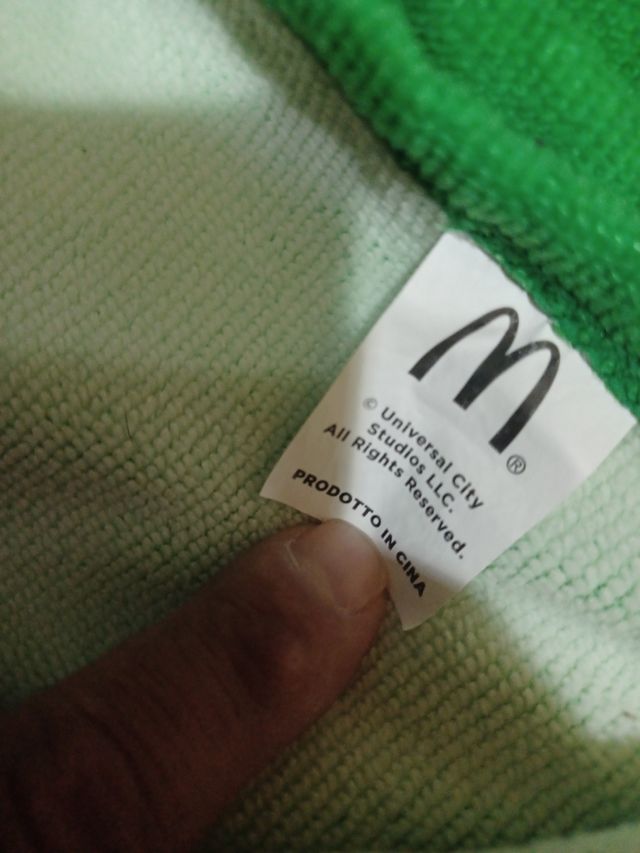 ®
© Universal City
Studios LLC.
All Rights Reserved.
PRODOTTO IN CINA